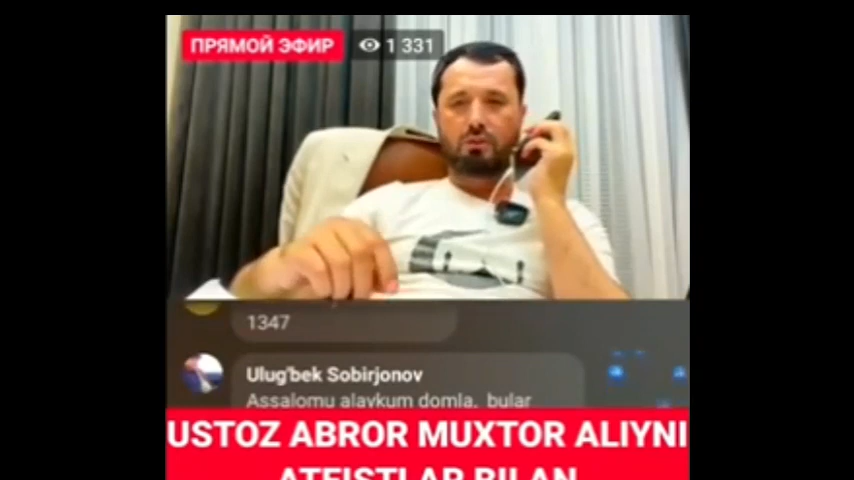 ПРЯМОЙ ЭФИР 1 331
1347
Ulug'bek Sobirjonov
Assalomu alaykum domla, bular
USTOZ ABROR MUXTOR ALIYNI
ATEISTLAR BILAN